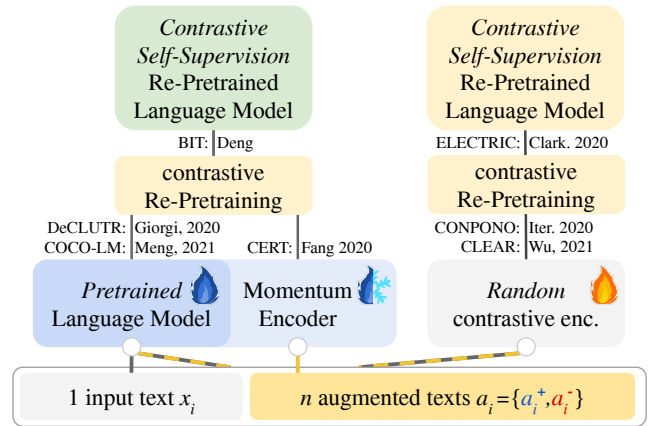 Contrastive
Self-Supervision
Re-Pretrained
Language Model
Contrastive
Self-Supervision
Re-Pretrained
Language Model
BIT: Deng
ELECTRIC: Clark. 2020
contrastive
Re-Pretraining
contrastive
Re-Pretraining
DeCLUTR: Giorgi, 2020
COCO-LM: Meng, 2021
CERT: Fang 2020
CONPONO: Iter. 2020
CLEAR: Wu, 2021
Pretrained
Language Model
Momentum
Encoder
Random
contrastive enc.
1 input text x_i
n augmented texts a_i={a_i^+,a_i^-}